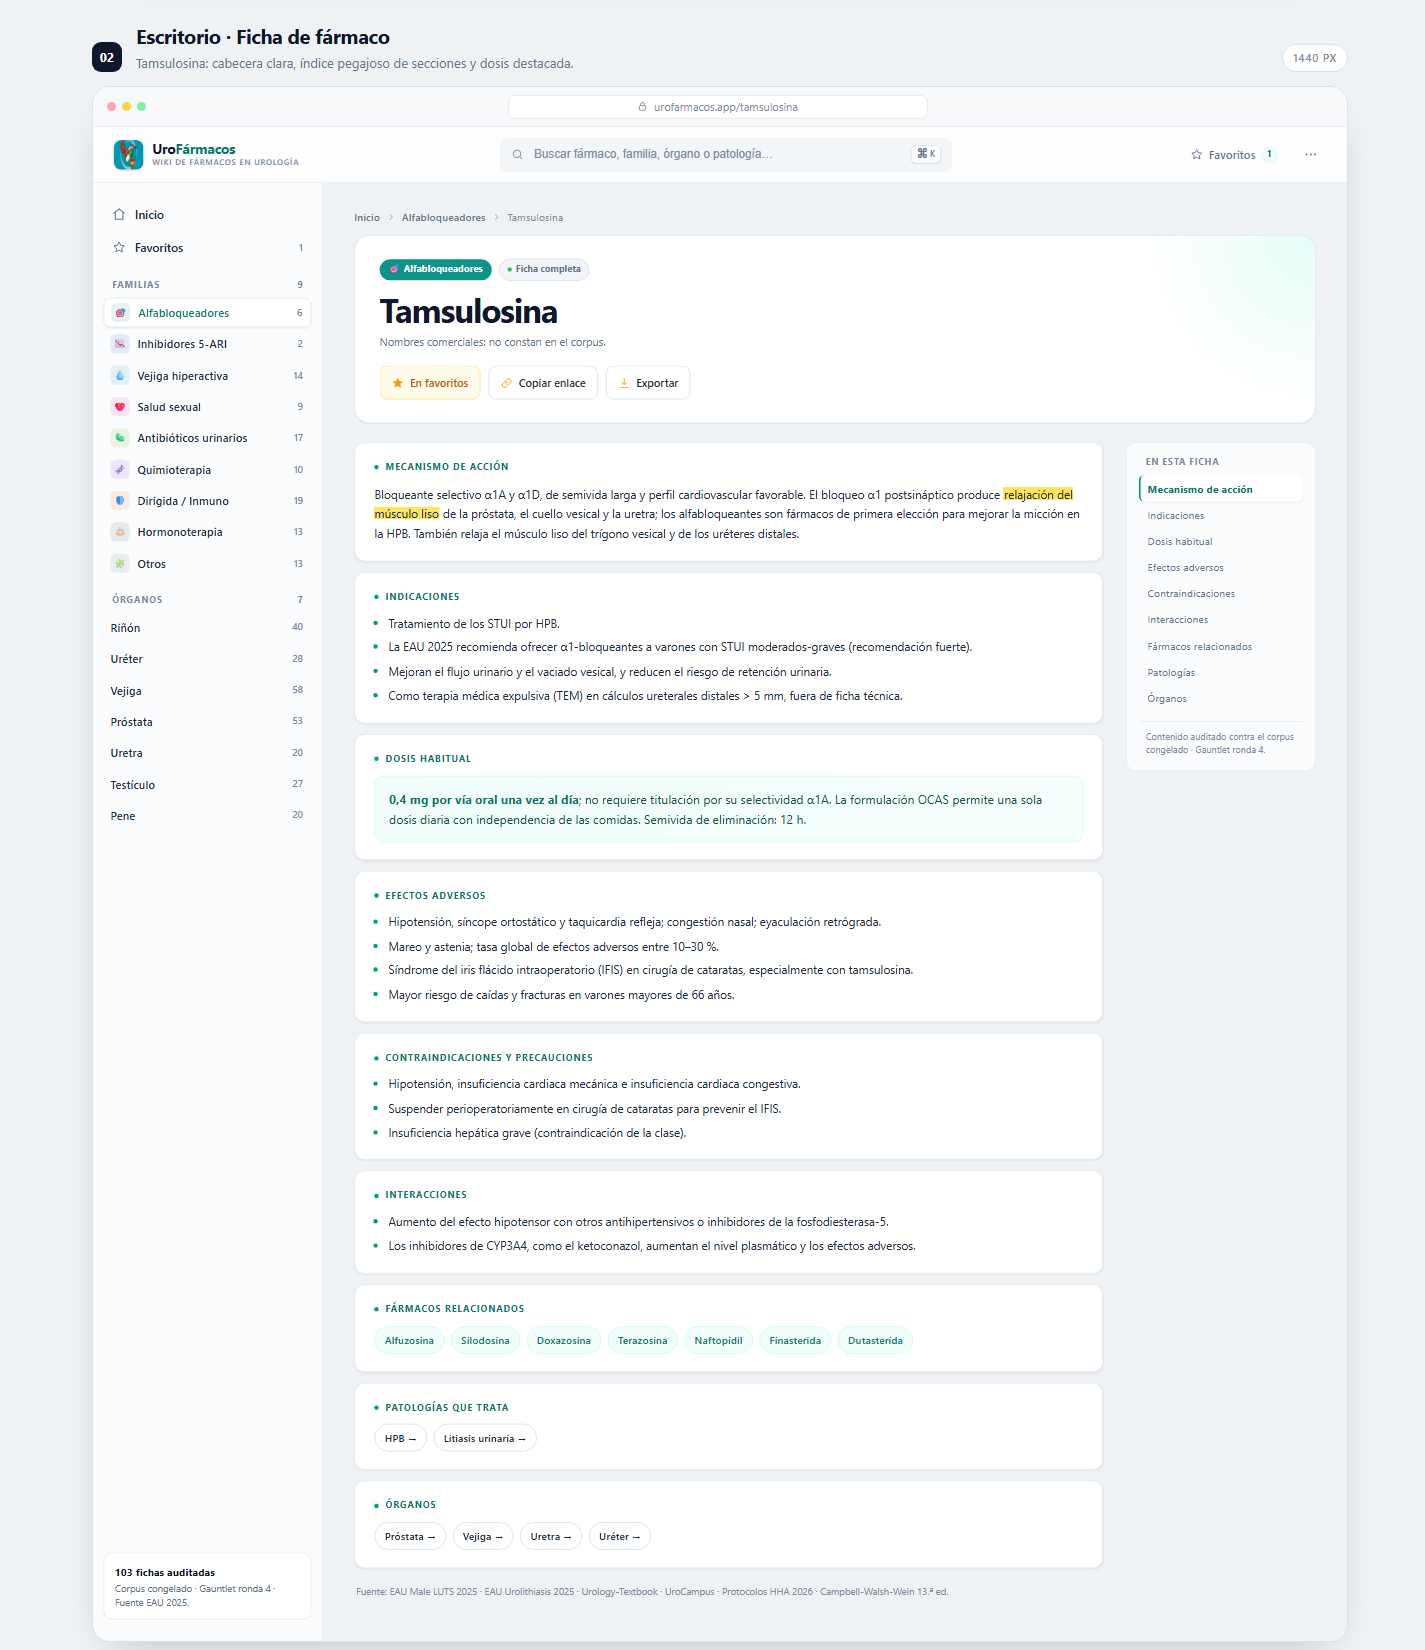 02
Escritorio · Ficha de fármaco
Tamsulosina: cabecera clara, índice pegajoso de secciones y dosis destacada.
1440 PX
urofarmacos.app/tamsulosina
UroFármacos
WIKI DE FÁRMACOS EN UROLOGÍA
Buscar fármaco, familia, órgano o patología…
⌘ K
Favoritos 1
Inicio
Favoritos 1
FAMILIAS 9
Alfabloqueadores 6
Inhibidores 5-ARI 2
Vejiga hiperactiva 14
Salud sexual 9
Antibióticos urinarios 17
Quimioterapia 10
Dirigida / Inmuno 19
Hormonoterapia 13
Otros 13
ÓRGANOS 7
Riñón 40
Uréter 28
Vejiga 58
Próstata 53
Uretra 20
Testículo 27
Pene 20
103 fichas auditadas
Corpus congelado · Gauntlet ronda 4 ·
Fuente EAU 2025.
Inicio > Alfabloqueadores > Tamsulosina
Alfabloqueadores
Ficha completa
Tamsulosina
Nombres comerciales: no constan en el corpus.
En favoritos
Copiar enlace
Exportar
MECANISMO DE ACCIÓN
Bloqueante selectivo α1A y α1D, de semivida larga y perfil cardiovascular favorable. El bloqueo α1 postsináptico produce relajación del
músculo liso de la próstata, el cuello vesical y la uretra; los alfabloqueantes son fármacos de primera elección para mejorar la micción en
la HPB. También relaja el músculo liso del trígono vesical y de los uréteres distales.
INDICACIONES
Tratamiento de los STUI por HPB.
La EAU 2025 recomienda ofrecer α1-bloqueantes a varones con STUI moderados-graves (recomendación fuerte).
Mejoran el flujo urinario y el vaciado vesical, y reducen el riesgo de retención urinaria.
Como terapia médica expulsiva (TEM) en cálculos ureterales distales > 5 mm, fuera de ficha técnica.
DOSIS HABITUAL
0,4 mg por vía oral una vez al día; no requiere titulación por su selectividad α1A. La formulación OCAS permite una sola
dosis diaria con independencia de las comidas. Semivida de eliminación: 12 h.
EFECTOS ADVERSOS
Hipotensión, síncope ortostático y taquicardia refleja; congestión nasal; eyaculación retrógrada.
Mareo y astenia; tasa global de efectos adversos entre 10–30 %.
Síndrome del iris flácido intraoperatorio (IFIS) en cirugía de cataratas, especialmente con tamsulosina.
Mayor riesgo de caídas y fracturas en varones mayores de 66 años.
CONTRAINDICACIONES Y PRECAUCIONES
Hipotensión, insuficiencia cardiaca mecánica e insuficiencia cardiaca congestiva.
Suspender perioperatoriamente en cirugía de cataratas para prevenir el IFIS.
Insuficiencia hepática grave (contraindicación de la clase).
INTERACCIONES
Aumento del efecto hipotensor con otros antihipertensivos o inhibidores de la fosfodiesterasa-5.
Los inhibidores de CYP3A4, como el ketoconazol, aumentan el nivel plasmático y los efectos adversos.
FÁRMACOS RELACIONADOS
Alfuzosina Silodosina Doxazosina Terazosina Naftopidil Finasterida Dutasterida
PATOLOGÍAS QUE TRATA
HPB → Litiasis urinaria →
ÓRGANOS
Próstata → Vejiga → Uretra → Uréter →
Fuente: EAU Male LUTS 2025 · EAU Urolithiasis 2025 · Urology-Textbook · UroCampus · Protocolos HHA 2026 · Campbell-Walsh-Wein 13.ª ed.
EN ESTA FICHA
Mecanismo de acción
Indicaciones
Dosis habitual
Efectos adversos
Contraindicaciones
Interacciones
Fármacos relacionados
Patologías
Órganos
Contenido auditado contra el corpus
congelado · Gauntlet ronda 4.